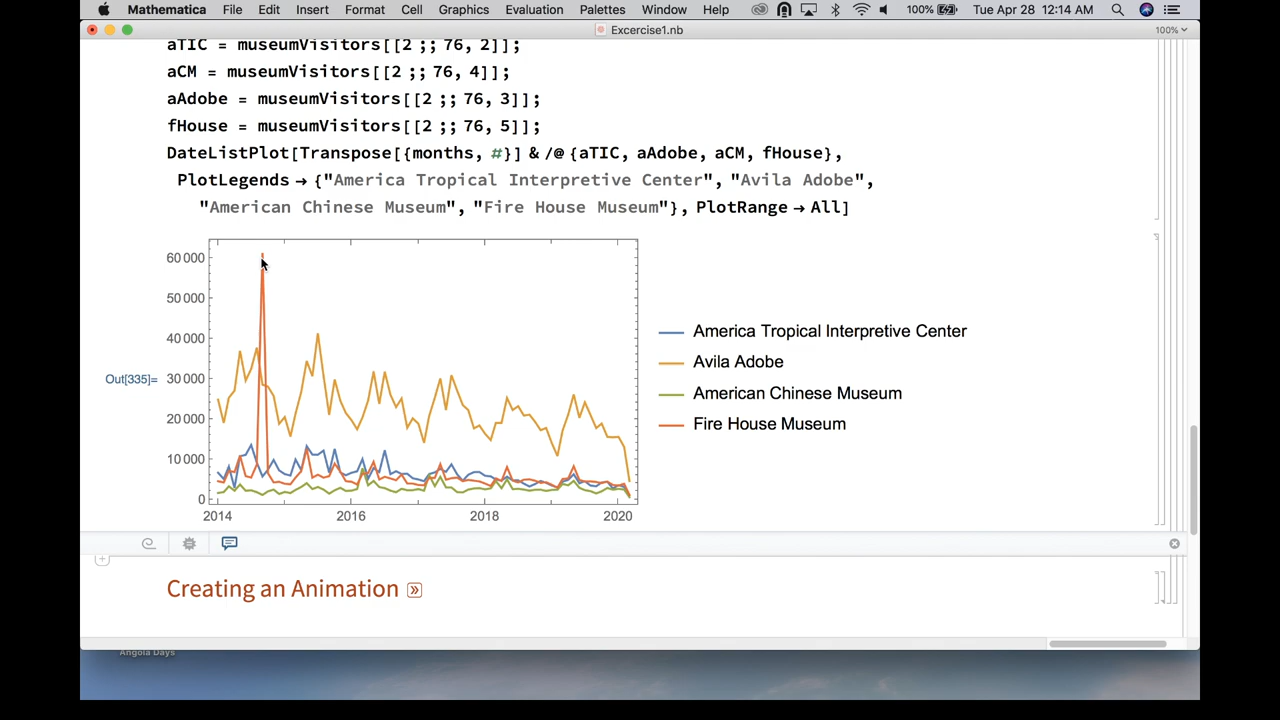 Mathematica File Edit Insert Format Cell Graphics Evaluation Palettes Window Help 100% Tue Apr 28 12:14 AM
Excercise1.nb 100%
aTIC = museumVisitors[[2 ;; 76, 2]];
aCM = museumVisitors[[2 ;; 76, 4]];
aAdobe = museumVisitors[[2 ;; 76, 3]];
fHouse = museumVisitors[[2 ;; 76, 5]];
DateListPlot[Transpose[{months, #}] & /@ {aTIC, aAdobe, aCM, fHouse},
PlotLegends → {"America Tropical Interpretive Center", "Avila Adobe",
"American Chinese Museum", "Fire House Museum"}, PlotRange → All]
60 000
50 000
40 000
Out[335]= 30 000
20 000
10 000
0
2014 2016 2018 2020
America Tropical Interpretive Center
Avila Adobe
American Chinese Museum
Fire House Museum
Creating an Animation »
Angola Days